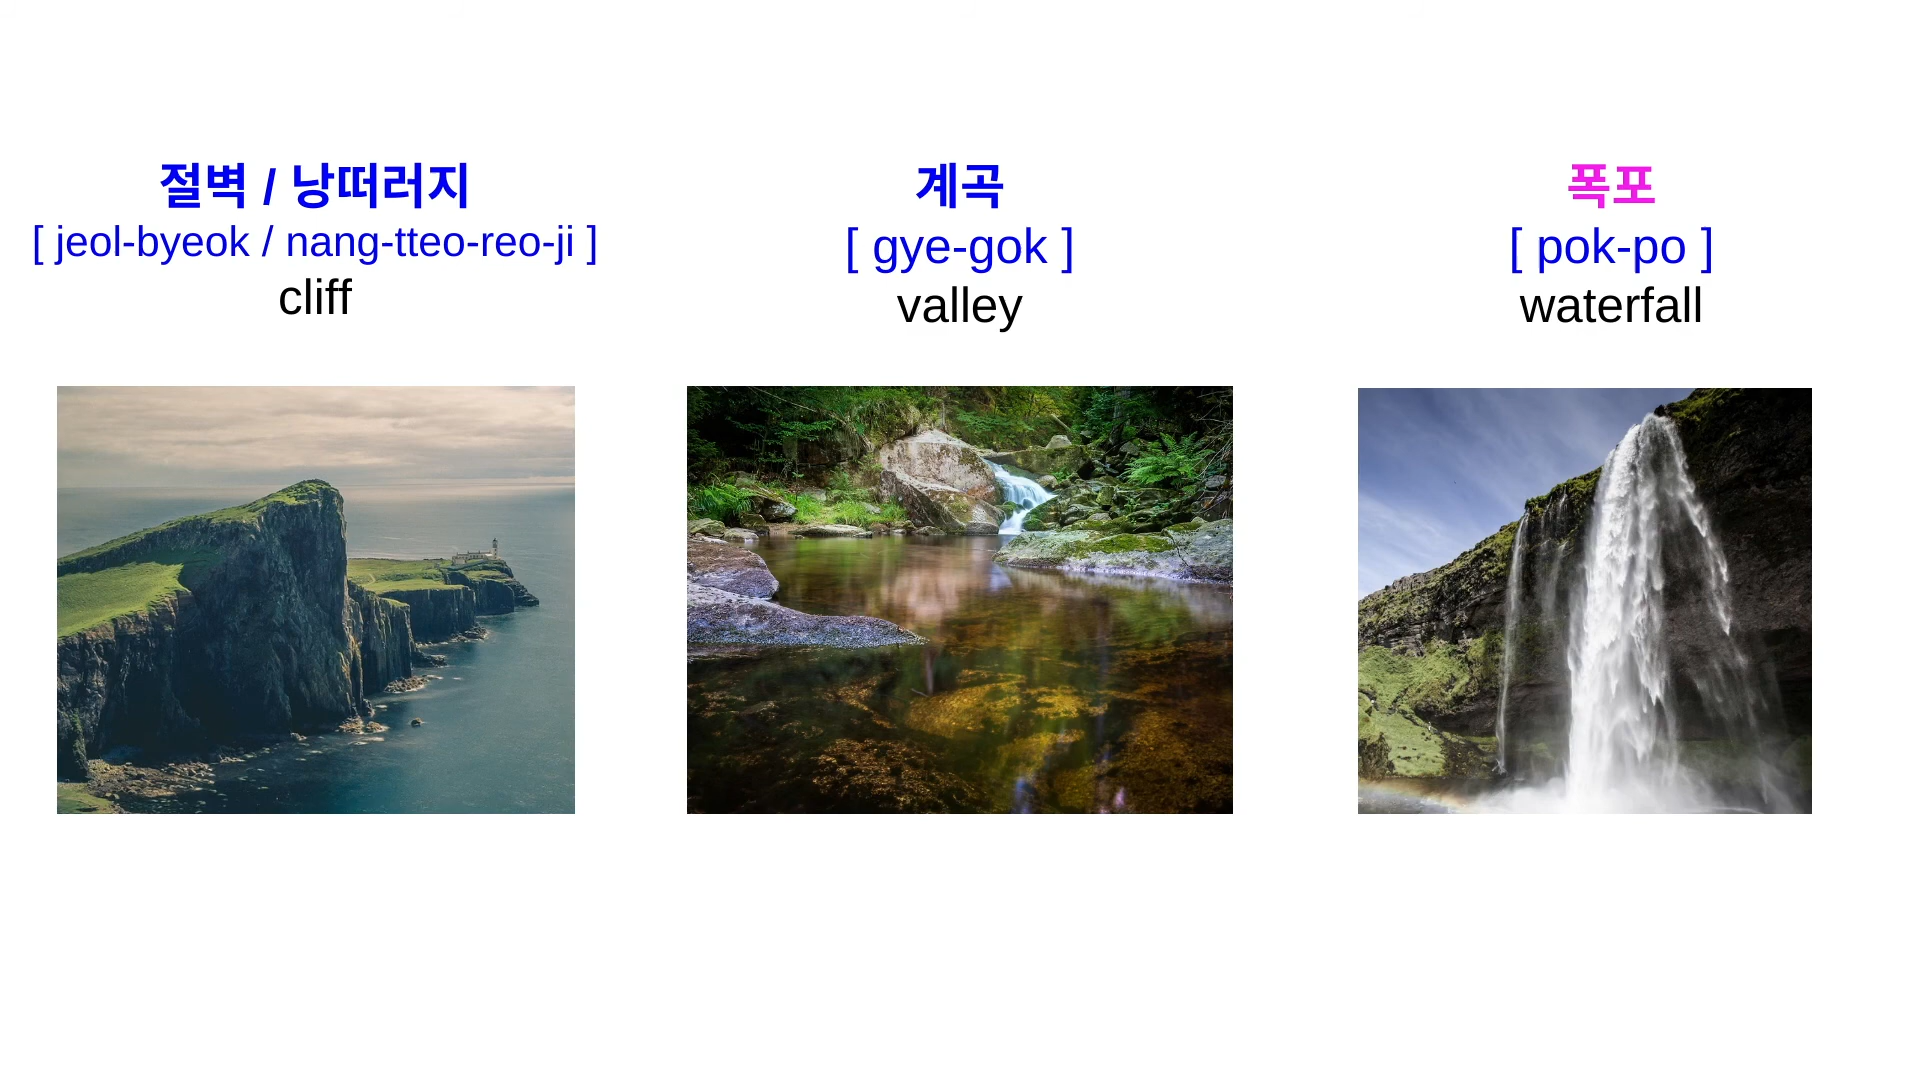 절벽 / 낭떠러지
[ jeol-byeok / nang-tteo-reo-ji ]
cliff
계곡
[ gye-gok ]
valley
폭포
[ pok-po ]
waterfall